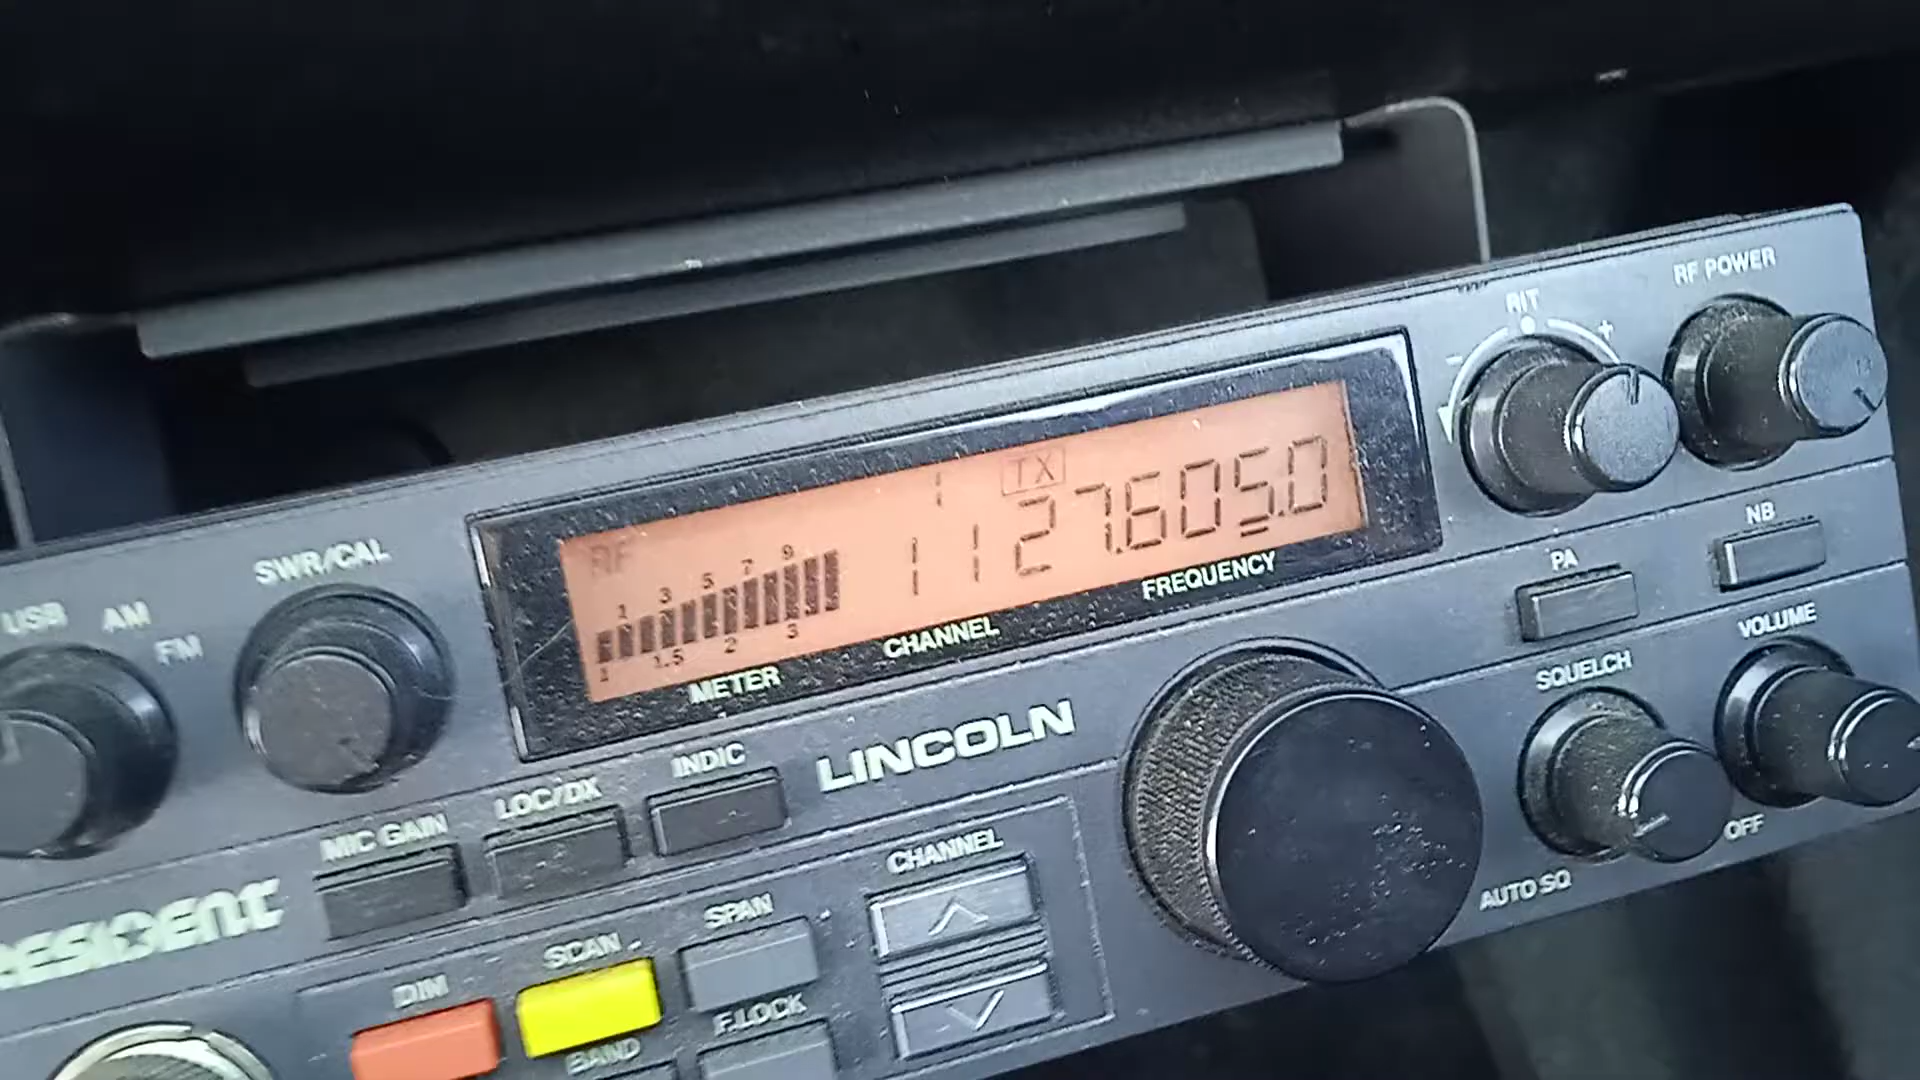 RF POWER
RIT
- +
TX
RF
11 27.605.0
1 3 5 7 9
1 1.5 2 3
METER
CHANNEL
FREQUENCY
NB
PA
SWR/CAL
USB
AM
FM
VOLUME
SQUELCH
OFF
AUTO SQ
LINCOLN
INDIC
LOC/DX
MIC GAIN
CHANNEL
RESIDENT
SPAN
SCAN
DIM
F.LOCK
BAND